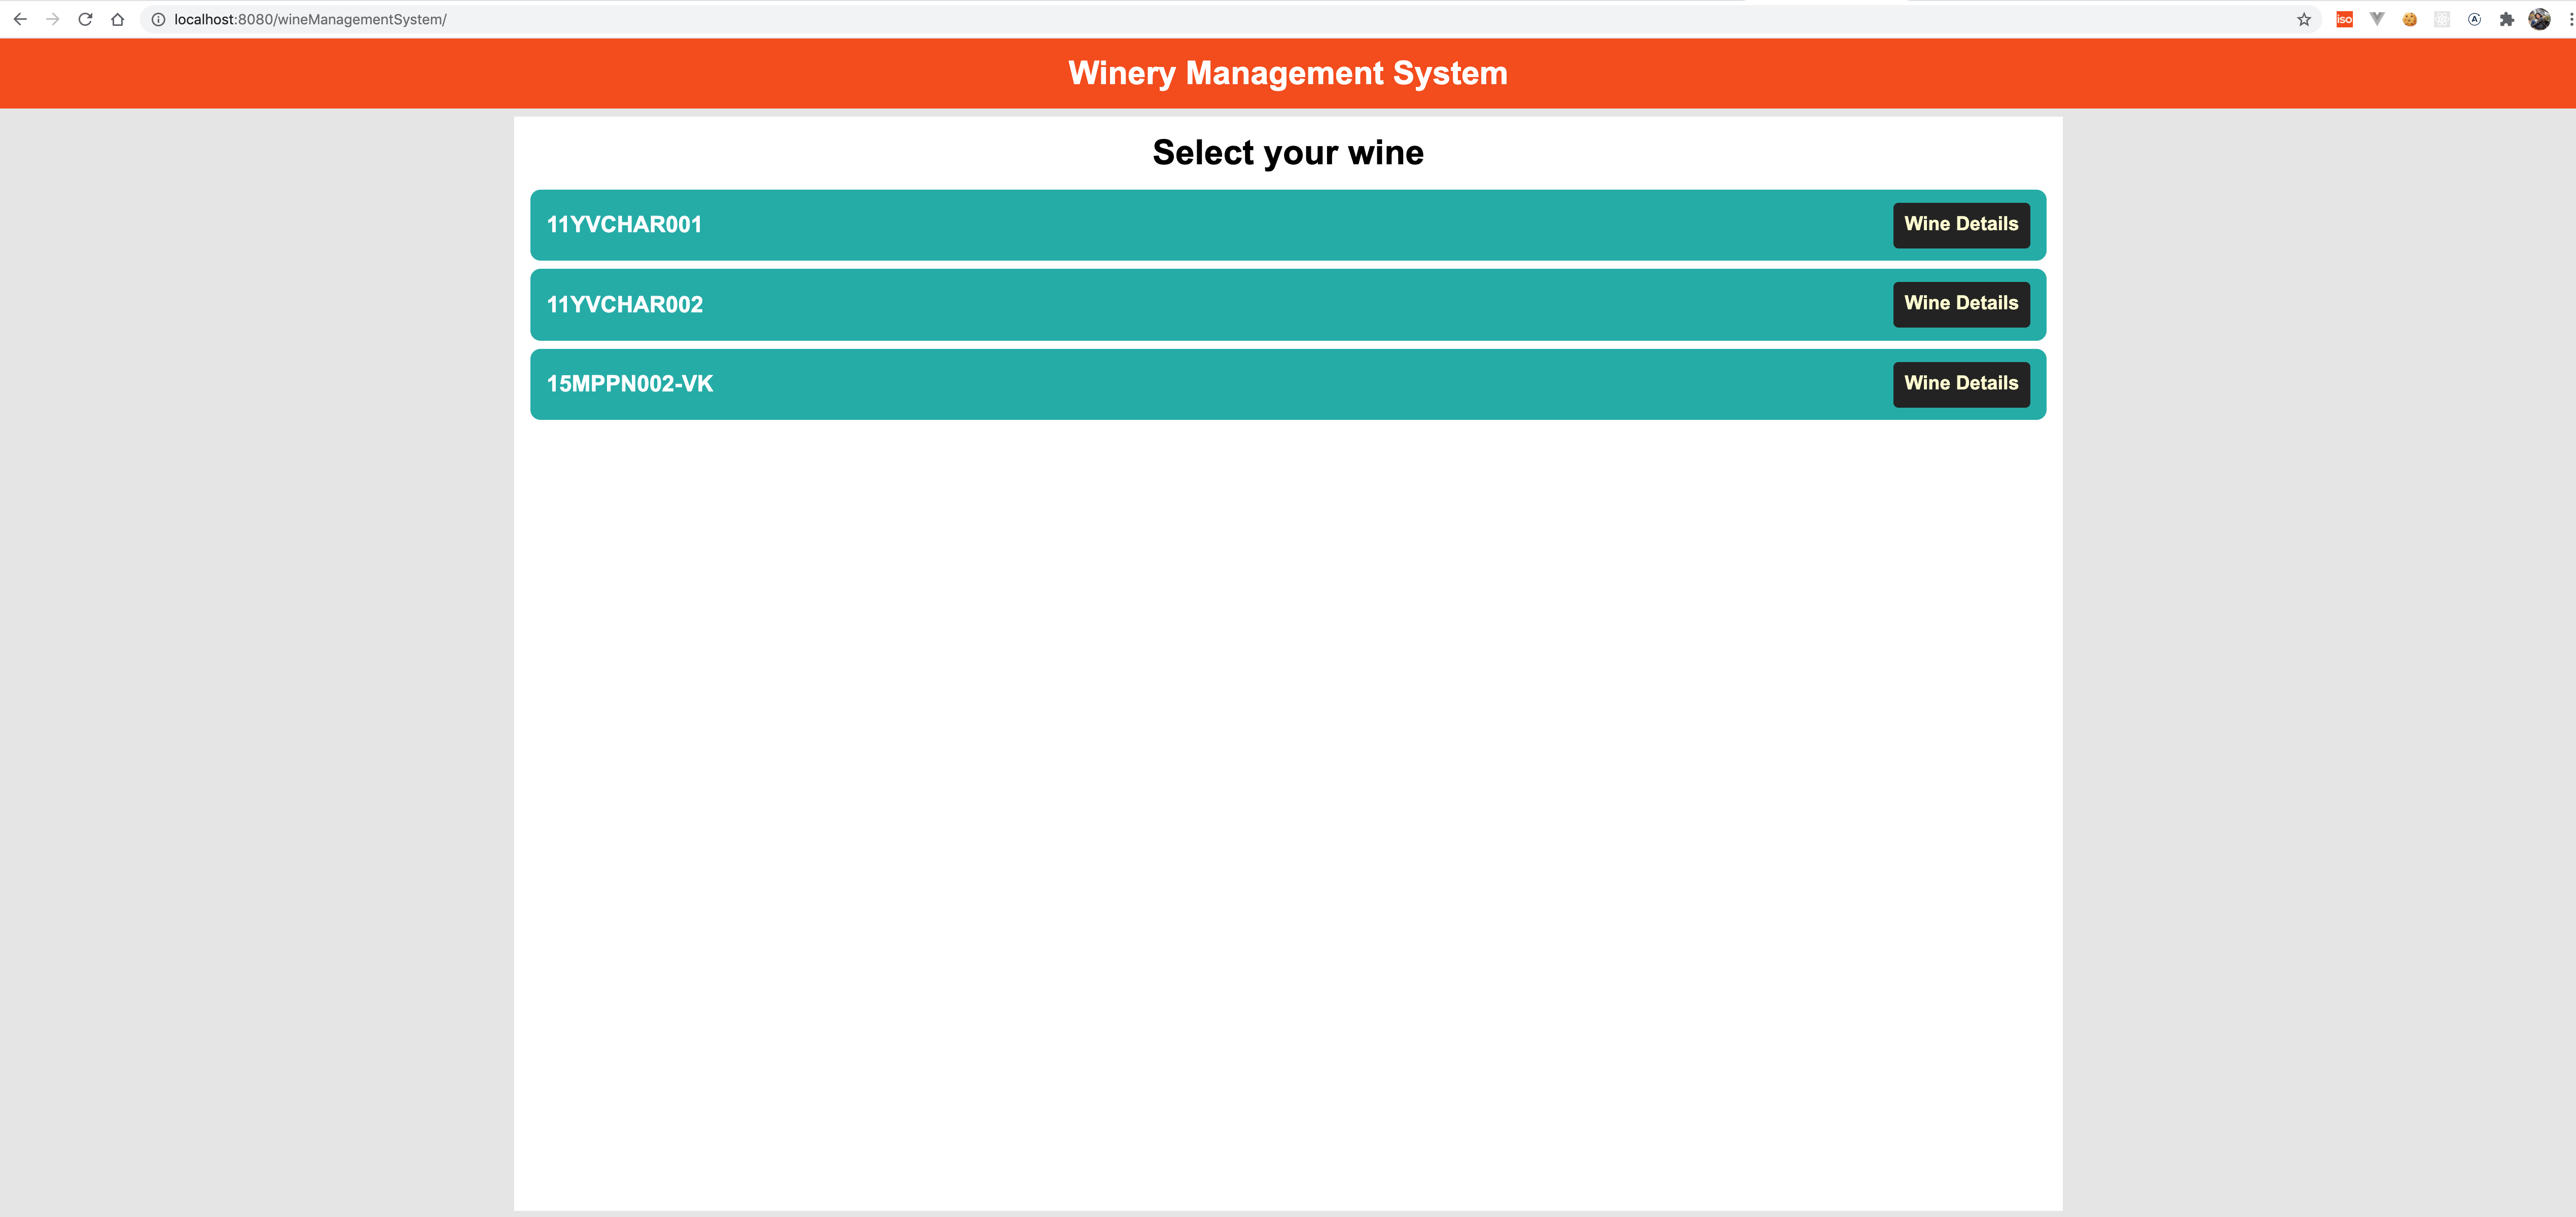 localhost:8080/wineManagementSystem/
iso
A
Winery Management System
Select your wine
11YVCHAR001
Wine Details
11YVCHAR002
Wine Details
15MPPN002-VK
Wine Details